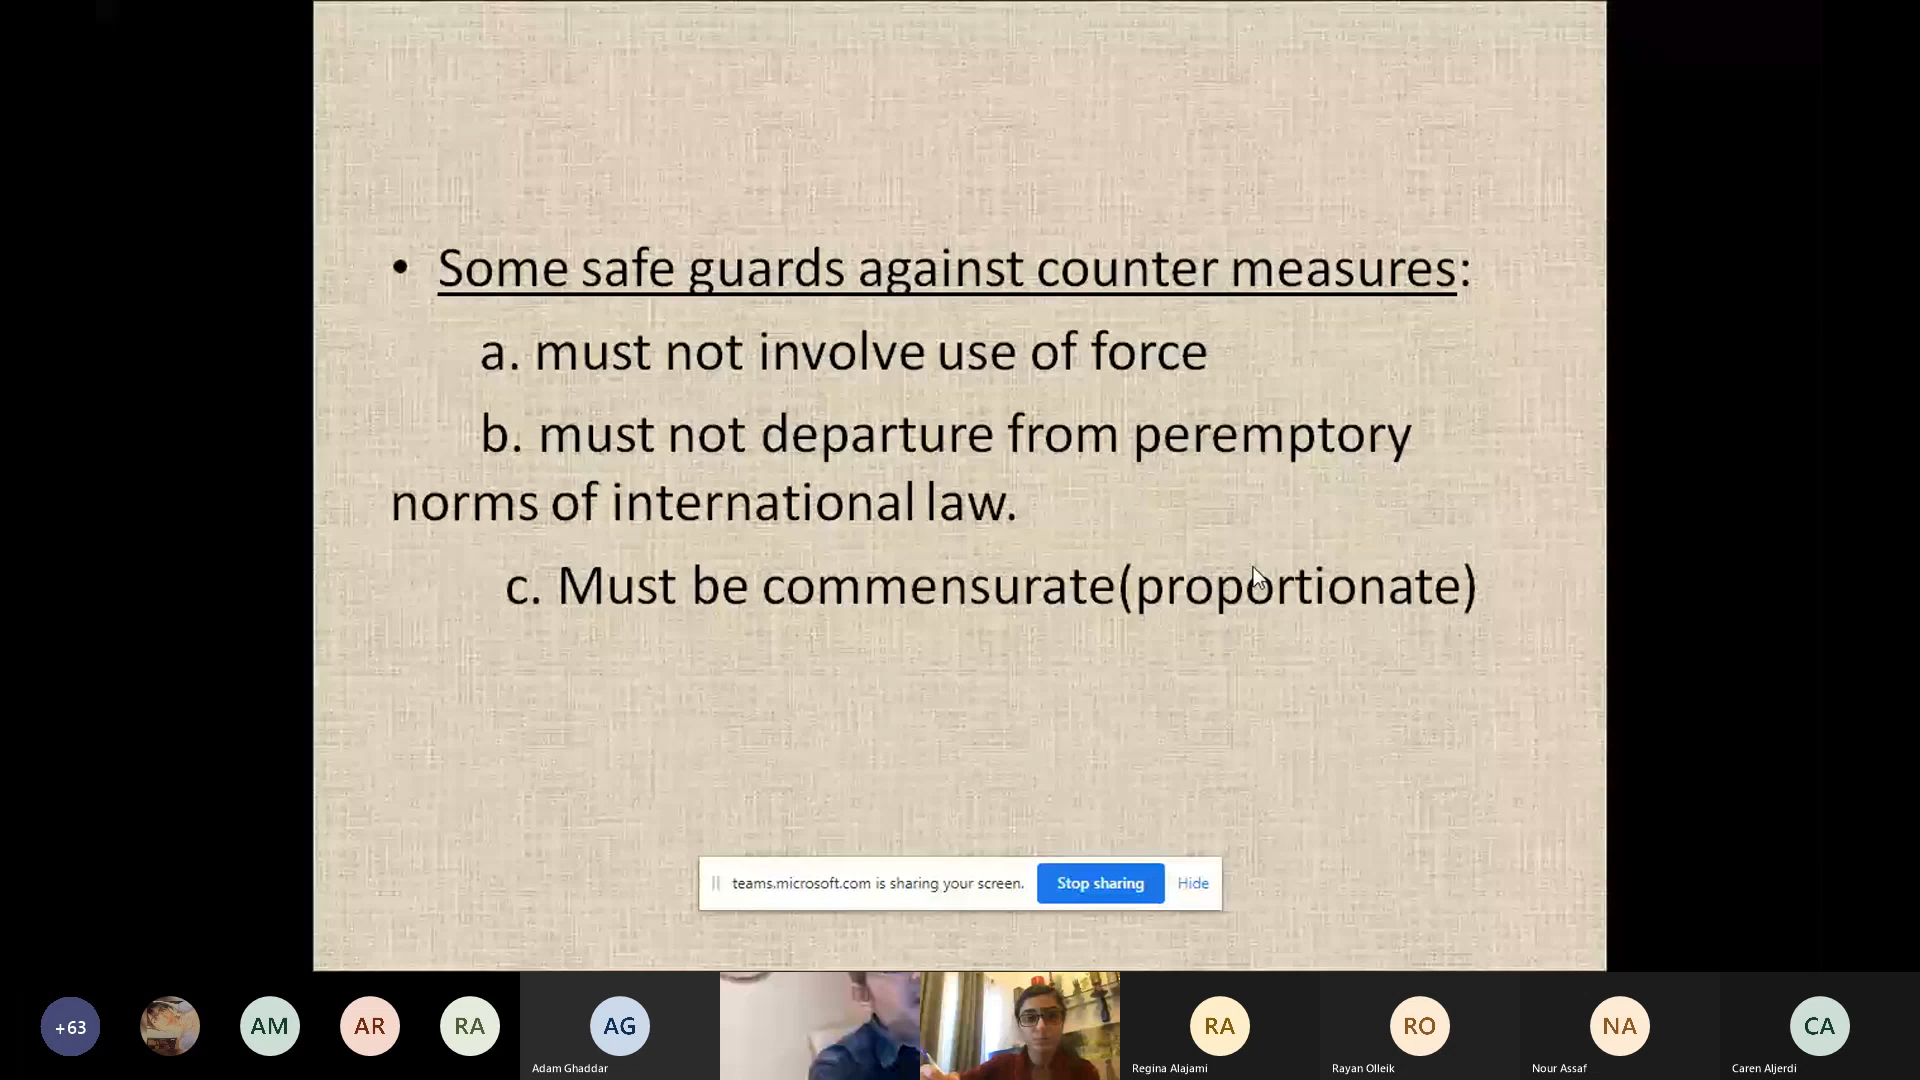 • Some safe guards against counter measures:
a. must not involve use of force
b. must not departure from peremptory
norms of international law.
c. Must be commensurate(proportionate)
teams.microsoft.com is sharing your screen. Stop sharing Hide
+63 AM AR RA AG RA RO NA CA
Adam Ghaddar Regina Alajami Rayan Olleik Nour Assaf Caren Aljerdi